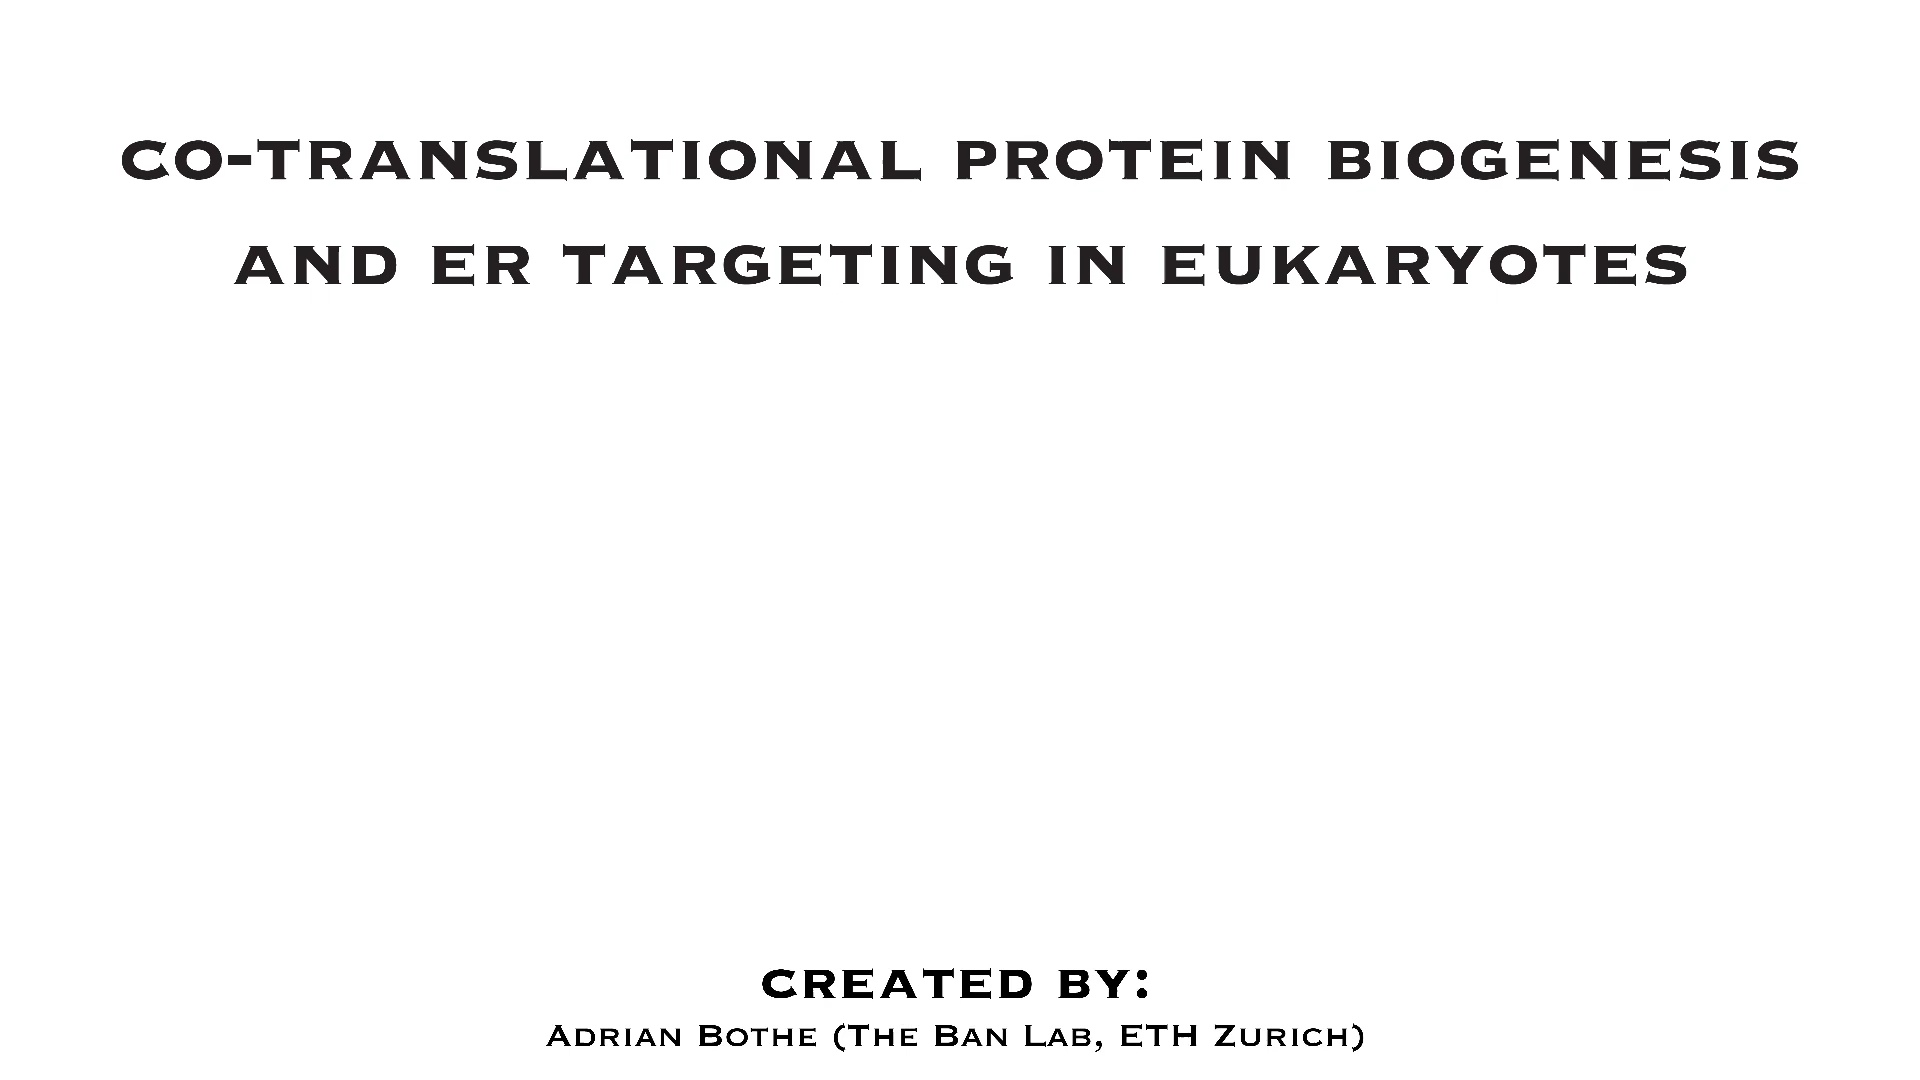 CO-TRANSLATIONAL PROTEIN BIOGENESIS
AND ER TARGETING IN EUKARYOTES
CREATED BY:
ADRIAN BOTHE (THE BAN LAB, ETH ZURICH)